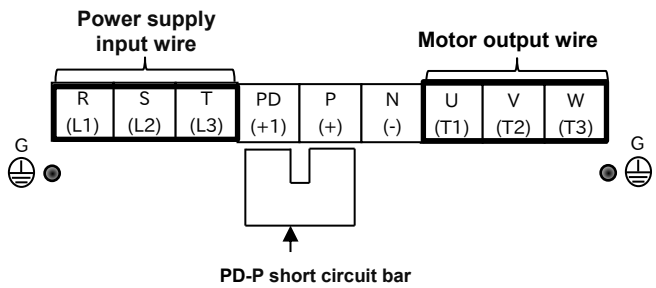 Power supply
input wire
Motor output wire
R S T PD P N U V W
(L1) (L2) (L3) (+1) (+) (-) (T1) (T2) (T3)
G G
PD-P short circuit bar